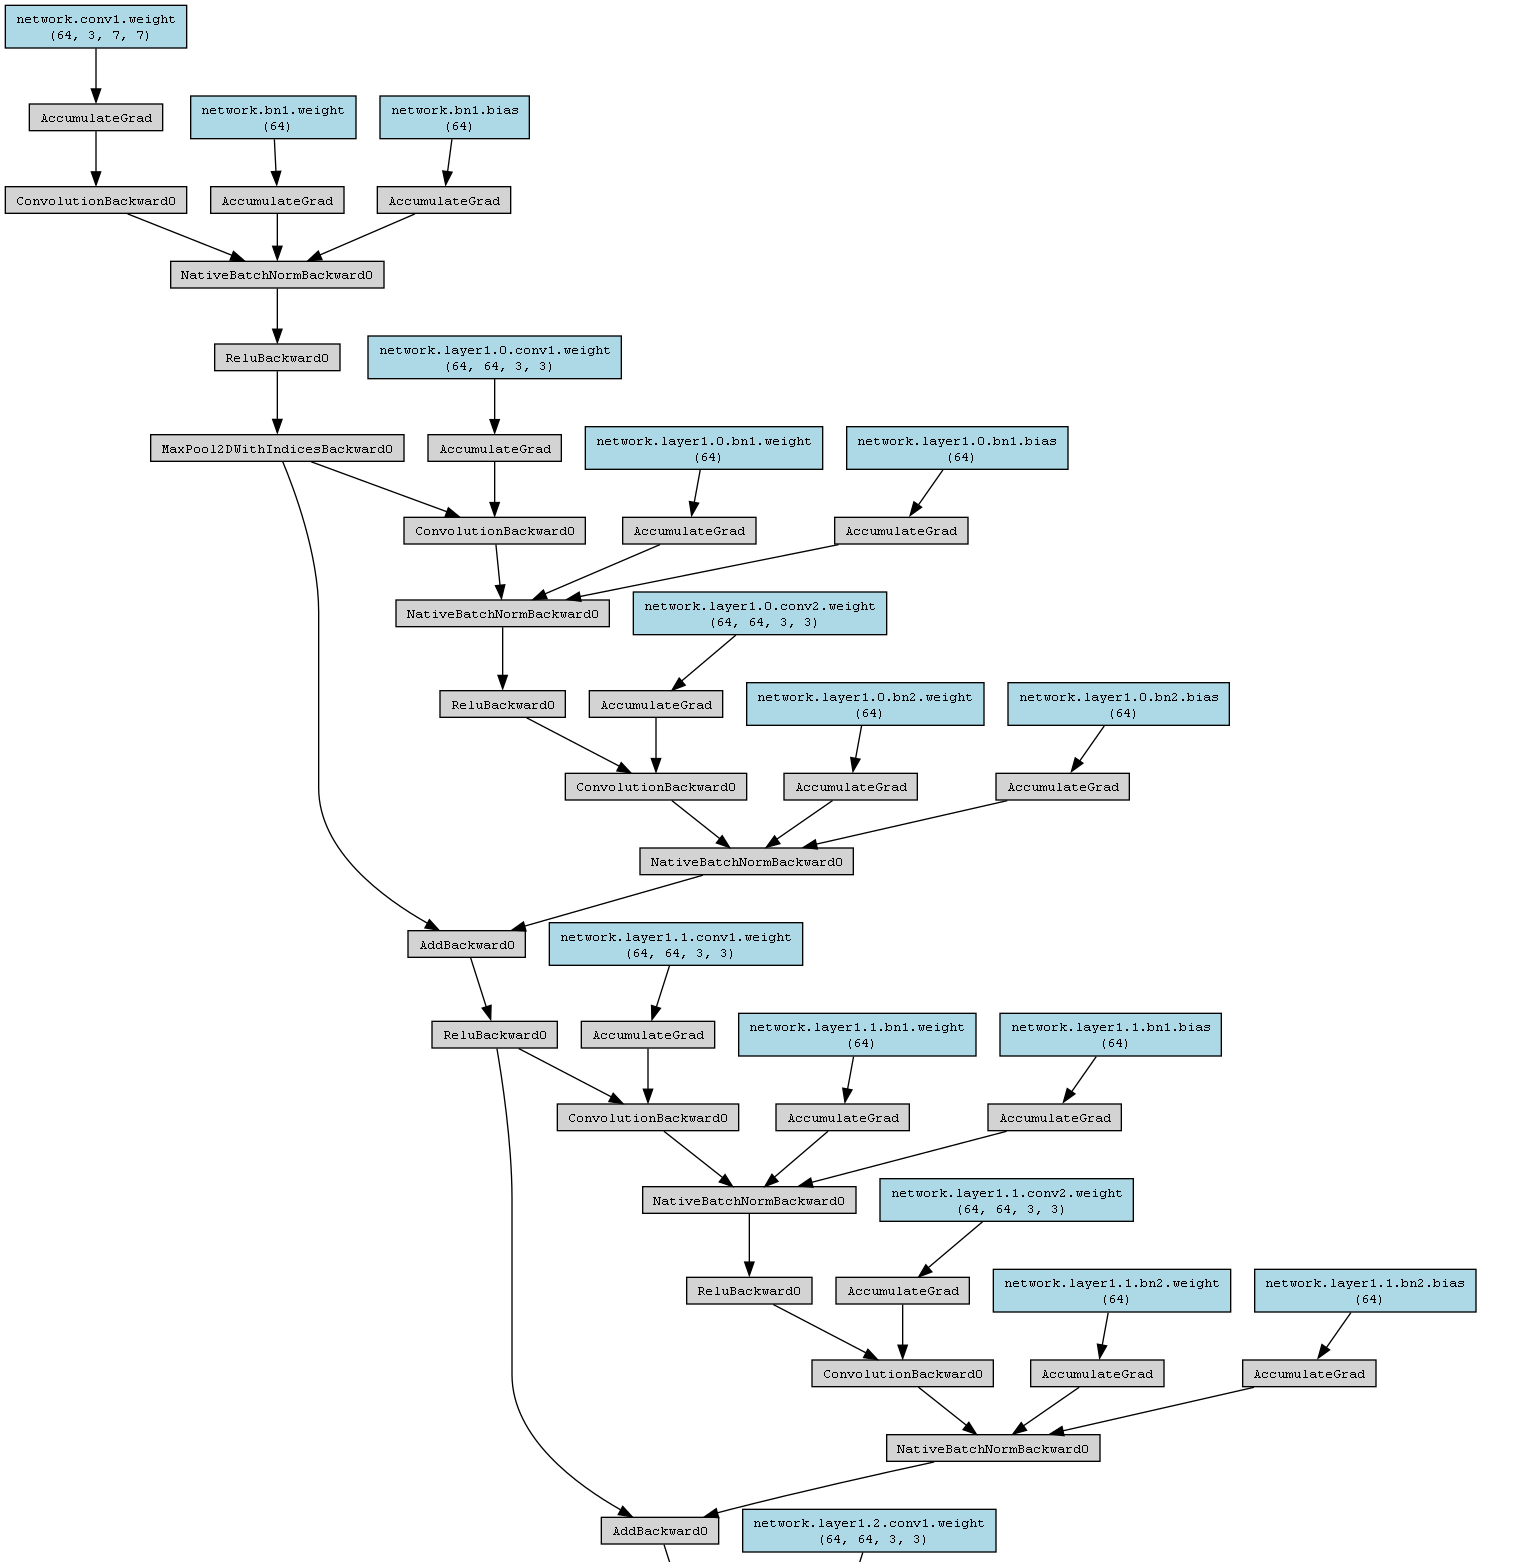 network.conv1.weight
(64, 3, 7, 7)
AccumulateGrad
network.bn1.weight
(64)
network.bn1.bias
(64)
ConvolutionBackward0
AccumulateGrad
AccumulateGrad
NativeBatchNormBackward0
ReluBackward0
network.layer1.0.conv1.weight
(64, 64, 3, 3)
MaxPool2DWithIndicesBackward0
AccumulateGrad
network.layer1.0.bn1.weight
(64)
network.layer1.0.bn1.bias
(64)
ConvolutionBackward0
AccumulateGrad
AccumulateGrad
NativeBatchNormBackward0
network.layer1.0.conv2.weight
(64, 64, 3, 3)
ReluBackward0
AccumulateGrad
network.layer1.0.bn2.weight
(64)
network.layer1.0.bn2.bias
(64)
ConvolutionBackward0
AccumulateGrad
AccumulateGrad
NativeBatchNormBackward0
AddBackward0
network.layer1.1.conv1.weight
(64, 64, 3, 3)
ReluBackward0
AccumulateGrad
network.layer1.1.bn1.weight
(64)
network.layer1.1.bn1.bias
(64)
ConvolutionBackward0
AccumulateGrad
AccumulateGrad
NativeBatchNormBackward0
network.layer1.1.conv2.weight
(64, 64, 3, 3)
ReluBackward0
AccumulateGrad
network.layer1.1.bn2.weight
(64)
network.layer1.1.bn2.bias
(64)
ConvolutionBackward0
AccumulateGrad
AccumulateGrad
NativeBatchNormBackward0
AddBackward0
network.layer1.2.conv1.weight
(64, 64, 3, 3)